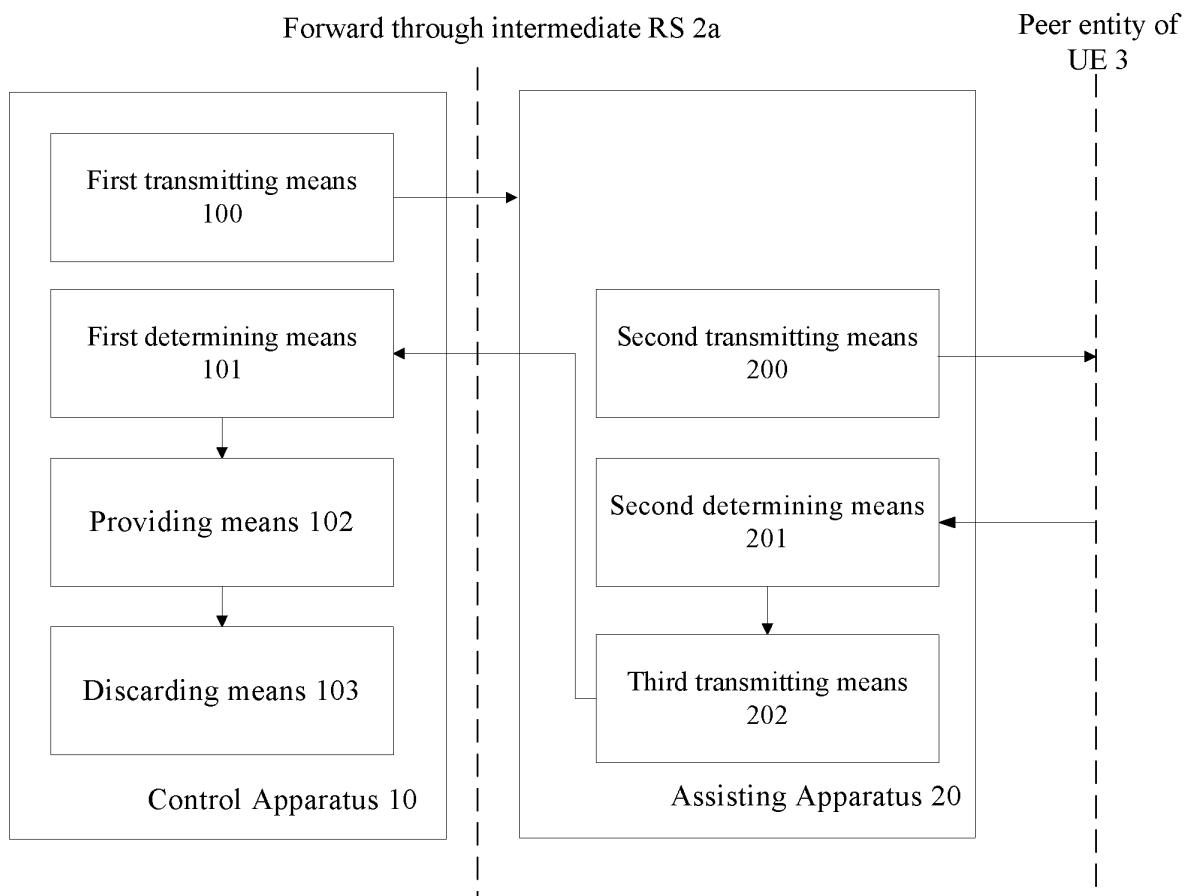 Forward through intermediate RS 2a
Peer entity of
UE 3
First transmitting means
100
First determining means
101
Providing means 102
Discarding means 103
Control Apparatus 10
Second transmitting means
200
Second determining means
201
Third transmitting means
202
Assisting Apparatus 20